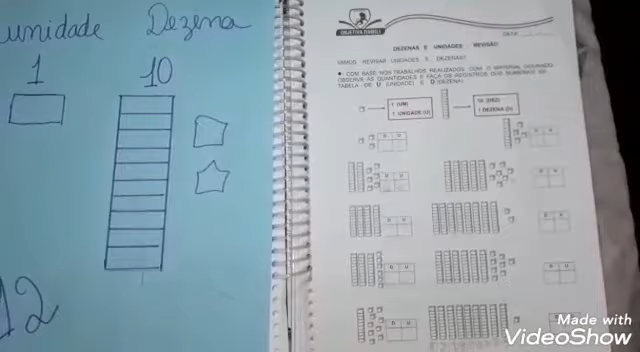 unidade Dezena
1 10
12
DEZENAS E UNIDADES - REVISÃO
VAMOS REVISAR UNIDADES E DEZENAS?
COM BASE NOS TRABALHOS REALIZADOS COM O MATERIAL DOURADO
OBSERVE AS QUANTIDADES E FAÇA OS REGISTROS DOS NÚMEROS NA
TABELA DE U (UNIDADE) E D (DEZENA)
1 (UM)
1 UNIDADE (U)
10 (DEZ)
1 DEZENA (D)
D U
D U
D U
D U
D U
D U
D U
Made with
VideoShow